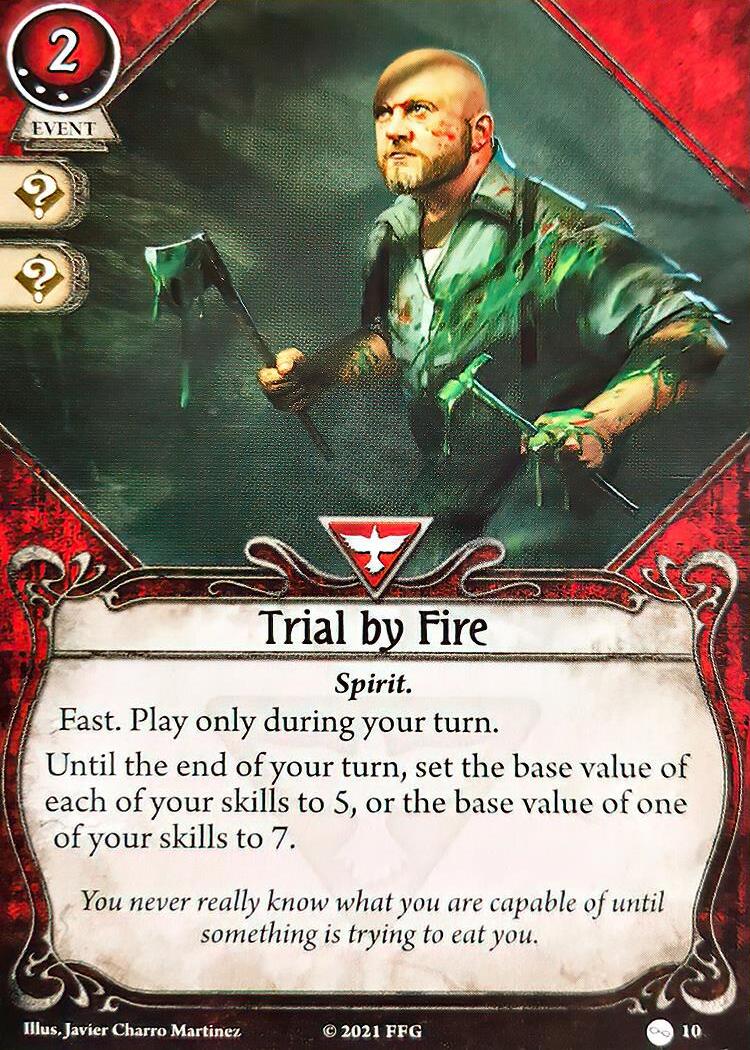 2
EVENT
?
?
Trial by Fire
Spirit.
Fast. Play only during your turn.
Until the end of your turn, set the base value of
each of your skills to 5, or the base value of one
of your skills to 7.
You never really know what you are capable of until
something is trying to eat you.
Illus. Javier Charro Martinez © 2021 FFG 10